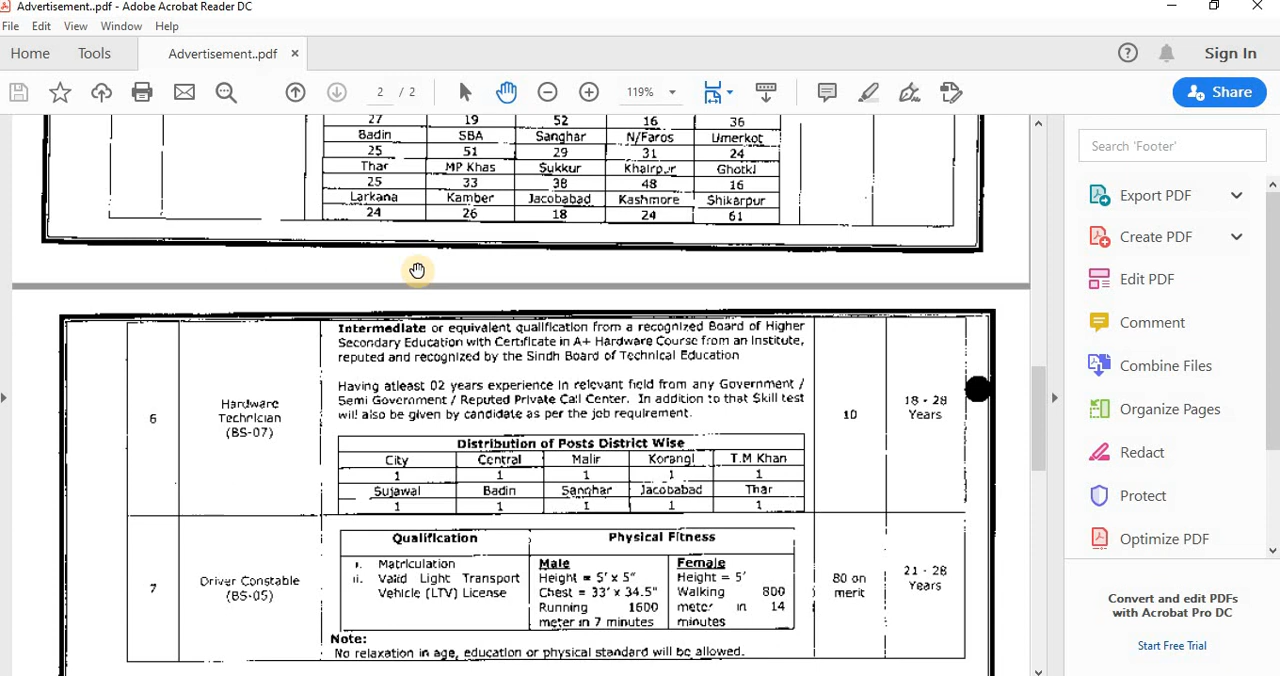 Advertisement..pdf - Adobe Acrobat Reader DC
File Edit View Window Help
Home Tools Advertisement..pdf × Sign In
2 / 2 119% Share
27 19 52 16 36
Badin SBA Sanghar N/Faros Umerkot
25 51 29 31 24
Thar MP Khas Sukkur Khairpur Ghotki
25 33 38 48 16
Larkana Kamber Jacobabad Kashmore Shikarpur
24 26 18 24 61
6
Hardware
Technician
(BS-07)
Intermediate or equivalent qualification from a recognized Board of Higher
Secondary Education with Certificate in A+ Hardware Course from an Institute,
reputed and recognized by the Sindh Board of Technical Education
Having atleast 02 years experience in relevant field from any Government /
Semi Government / Reputed Private Call Center. In addition to that Skill test
will also be given by candidate as per the job requirement.
Distribution of Posts District Wise
City Central Malir Korangi T.M Khan
1 1 1 1 1
Sujawal Badin Sanghar Jacobabad Thar
1 1 1 1 1
10
18 - 28
Years
7
Driver Constable
(BS-05)
Qualification Physical Fitness
i. Matriculation
ii. Valid Light Transport
Vehicle (LTV) License
Male
Height = 5' x 5"
Chest = 33' x 34.5"
Running 1600
meter in 7 minutes
Female
Height = 5'
Walking 800
meter in 14
minutes
Note:
No relaxation in age, education or physical standard will be allowed.
80 on
merit
21 - 28
Years
Search 'Footer'
Export PDF
Create PDF
Edit PDF
Comment
Combine Files
Organize Pages
Redact
Protect
Optimize PDF
Convert and edit PDFs
with Acrobat Pro DC
Start Free Trial